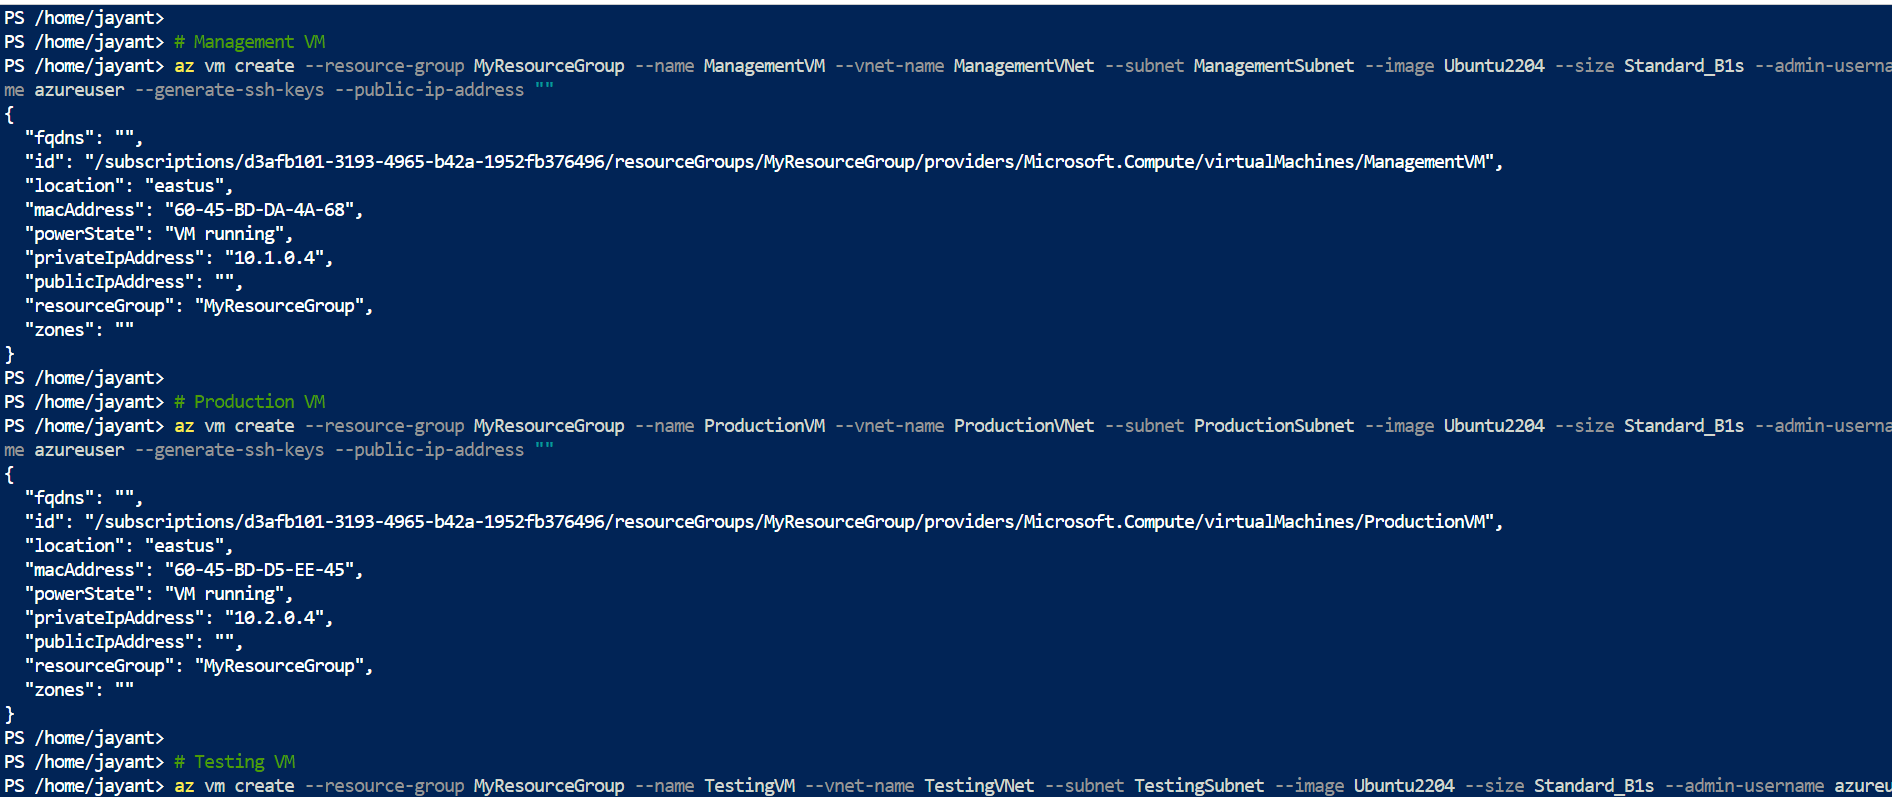 PS /home/jayant>
PS /home/jayant> # Management VM
PS /home/jayant> az vm create --resource-group MyResourceGroup --name ManagementVM --vnet-name ManagementVNet --subnet ManagementSubnet --image Ubuntu2204 --size Standard_B1s --admin-userna
me azureuser --generate-ssh-keys --public-ip-address ""
{
  "fqdns": "",
  "id": "/subscriptions/d3afb101-3193-4965-b42a-1952fb376496/resourceGroups/MyResourceGroup/providers/Microsoft.Compute/virtualMachines/ManagementVM",
  "location": "eastus",
  "macAddress": "60-45-BD-DA-4A-68",
  "powerState": "VM running",
  "privateIpAddress": "10.1.0.4",
  "publicIpAddress": "",
  "resourceGroup": "MyResourceGroup",
  "zones": ""
}
PS /home/jayant>
PS /home/jayant> # Production VM
PS /home/jayant> az vm create --resource-group MyResourceGroup --name ProductionVM --vnet-name ProductionVNet --subnet ProductionSubnet --image Ubuntu2204 --size Standard_B1s --admin-userna
me azureuser --generate-ssh-keys --public-ip-address ""
{
  "fqdns": "",
  "id": "/subscriptions/d3afb101-3193-4965-b42a-1952fb376496/resourceGroups/MyResourceGroup/providers/Microsoft.Compute/virtualMachines/ProductionVM",
  "location": "eastus",
  "macAddress": "60-45-BD-D5-EE-45",
  "powerState": "VM running",
  "privateIpAddress": "10.2.0.4",
  "publicIpAddress": "",
  "resourceGroup": "MyResourceGroup",
  "zones": ""
}
PS /home/jayant>
PS /home/jayant> # Testing VM
PS /home/jayant> az vm create --resource-group MyResourceGroup --name TestingVM --vnet-name TestingVNet --subnet TestingSubnet --image Ubuntu2204 --size Standard_B1s --admin-username azureu